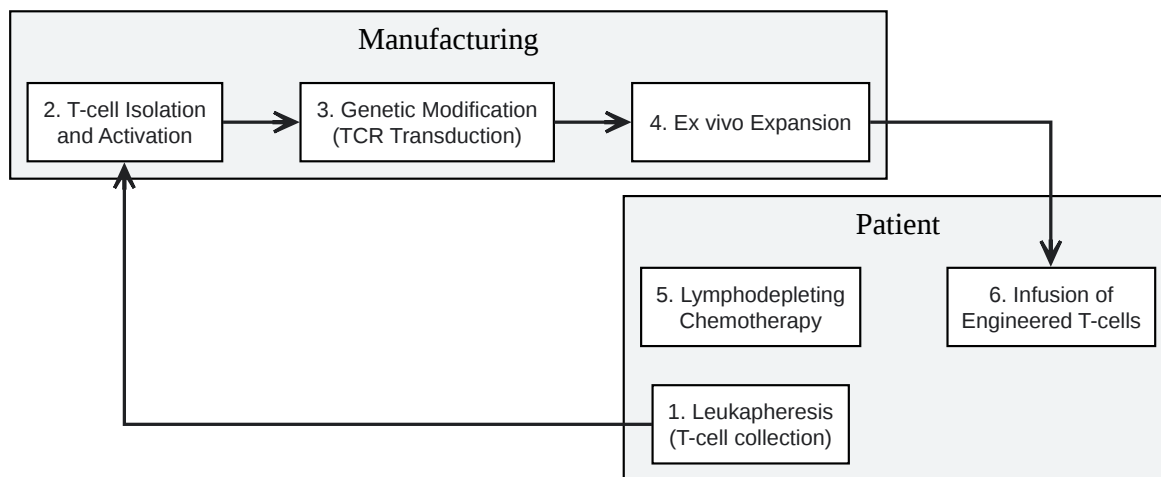 Manufacturing
2. T-cell Isolation
and Activation
3. Genetic Modification
(TCR Transduction)
4. Ex vivo Expansion
Patient
5. Lymphodepleting
Chemotherapy
6. Infusion of
Engineered T-cells
1. Leukapheresis
(T-cell collection)